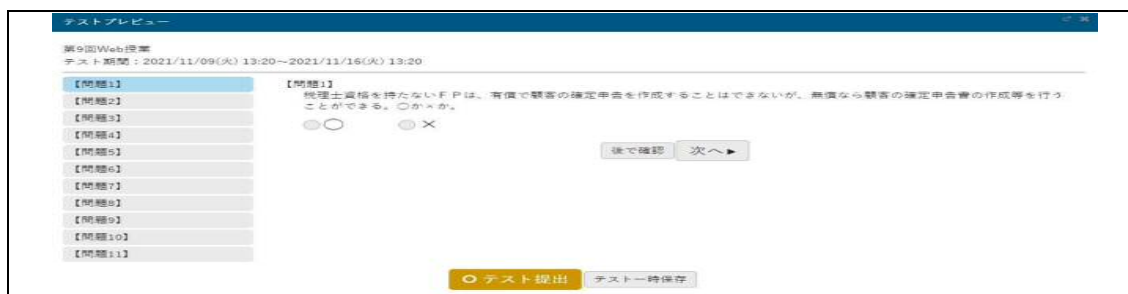 テストプレビュー
第9回Web授業
テスト期間：2021/11/09(火) 13:20～2021/11/16(火) 13:20
【問題1】
【問題2】
【問題3】
【問題4】
【問題5】
【問題6】
【問題7】
【問題8】
【問題9】
【問題10】
【問題11】
【問題1】
税理士資格を持たないＦＰは、有償で顧客の確定申告を作成することはできないが、無償なら顧客の確定申告書の作成等を行う
ことができる。○か×か。
○ ×
後で確認 次へ▶
テスト提出 テスト一時保存